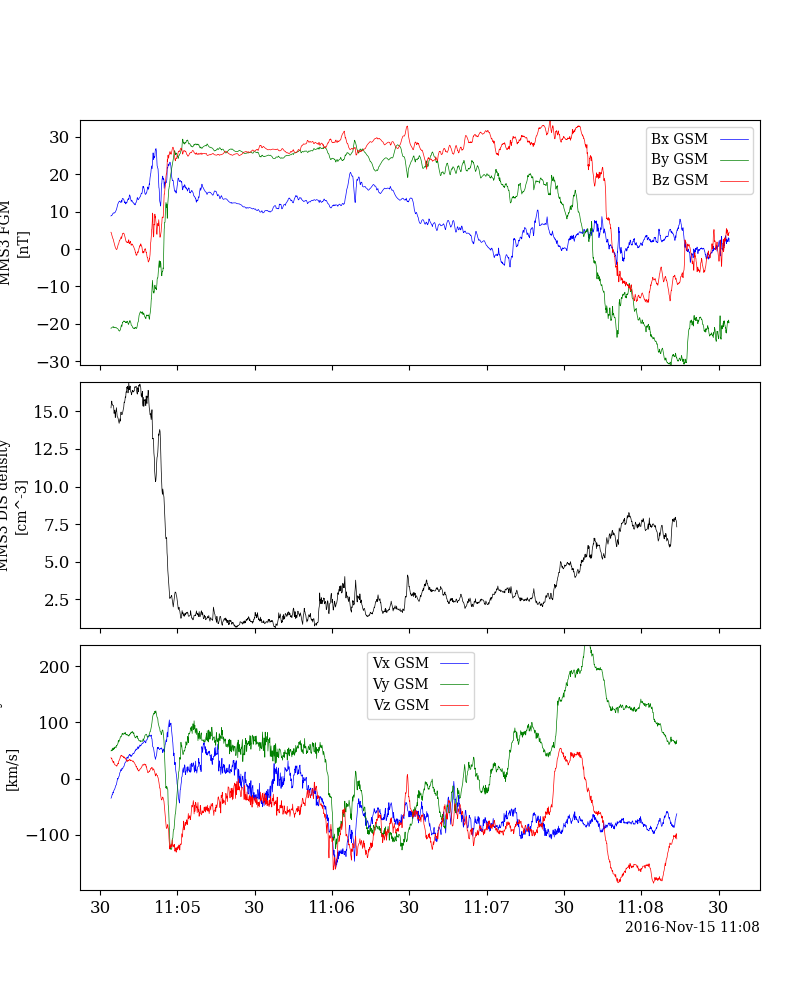 30
20
10
0
−10
−20
−30
MMS3 FGM
[nT]
Bx GSM
By GSM
Bz GSM
15.0
12.5
10.0
7.5
5.0
2.5
MMS3 DIS density
[cm^-3]
200
100
0
−100
[km/s]
Vx GSM
Vy GSM
Vz GSM
30 11:05 30 11:06 30 11:07 30 11:08 30
2016-Nov-15 11:08